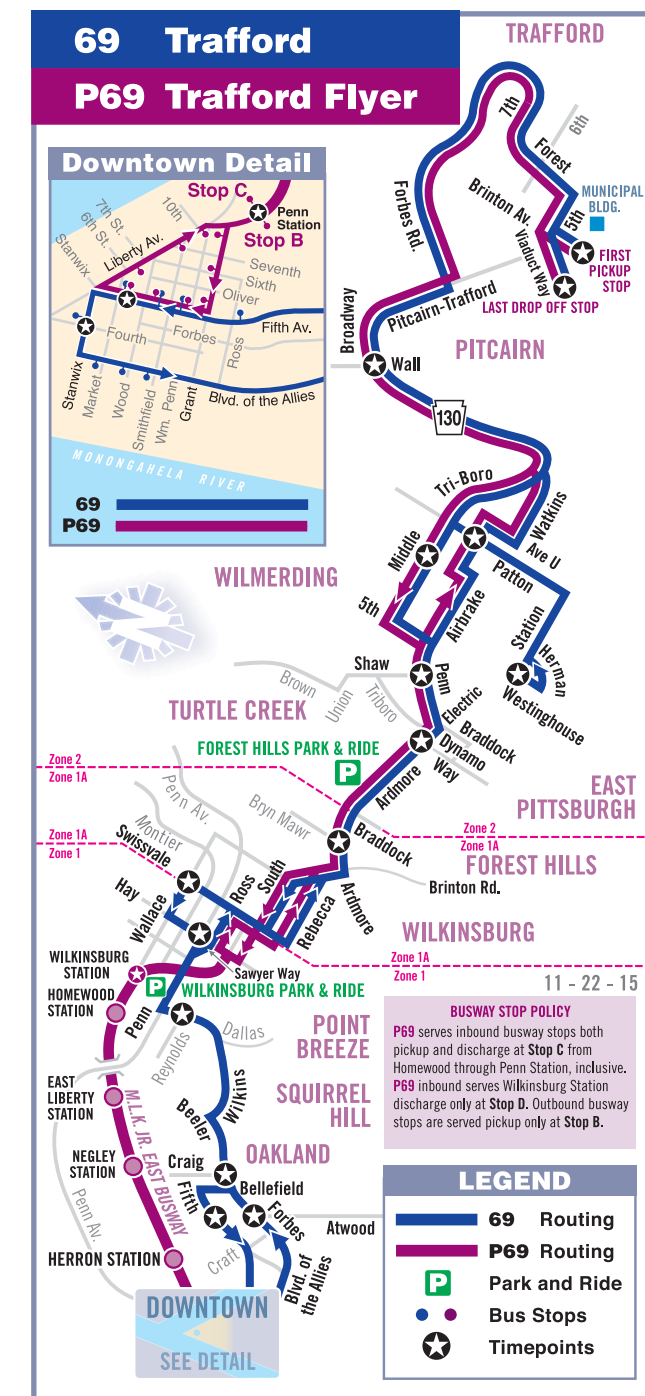 69 Trafford
P69 Trafford Flyer
TRAFFORD
7th
6th
Forest
Forbes Rd.
Brinton Av.
MUNICIPAL
BLDG.
5th
Viaduct Way
FIRST
PICKUP
STOP
LAST DROP OFF STOP
Pitcairn-Trafford
Broadway
Wall
PITCAIRN
130
Downtown Detail
Stop C
10th
Penn
Station
7th St.
6th St.
Stop B
Stanwix
Liberty Av.
Seventh
Sixth
Oliver
Fifth Av.
Fourth
Forbes
Ross
Stanwix
Market
Wood
Smithfield
Wm. Penn
Grant
Blvd. of the Allies
MONONGAHELA RIVER
69
P69
Tri-Boro
Watkins
Middle
Ave U
Patton
WILMERDING
5th
Airbrake
Station
Herman
Westinghouse
Shaw
Penn
Brown
Union
Triboro
Electric
TURTLE CREEK
Braddock
Dynamo
Way
FOREST HILLS PARK & RIDE
P
Zone 2
Zone 1A
Ardmore
EAST
PITTSBURGH
Penn Av.
Bryn Mawr
Montier
Zone 2
Zone 1A
Zone 1A
Zone 1
Swissvale
Braddock
FOREST HILLS
Hay
Ross
South
Ardmore
Brinton Rd.
Wallace
Rebecca
WILKINSBURG
WILKINSBURG
STATION
Sawyer Way
Zone 1A
Zone 1
P
WILKINSBURG PARK & RIDE
11 - 22 - 15
HOMEWOOD
STATION
Penn
Reynolds
Dallas
POINT
BREEZE
BUSWAY STOP POLICY
P69 serves inbound busway stops both
pickup and discharge at Stop C from
Homewood through Penn Station, inclusive.
P69 inbound serves Wilkinsburg Station
discharge only at Stop D. Outbound busway
stops are served pickup only at Stop B.
EAST
LIBERTY
STATION
M.L.K. JR. EAST BUSWAY
Wilkins
Beeler
SQUIRREL
HILL
NEGLEY
STATION
Craig
OAKLAND
Bellefield
Penn Av.
Fifth
Forbes
Atwood
HERRON STATION
Craft
Blvd. of
the Allies
DOWNTOWN
SEE DETAIL
LEGEND
69 Routing
P69 Routing
P Park and Ride
Bus Stops
Timepoints